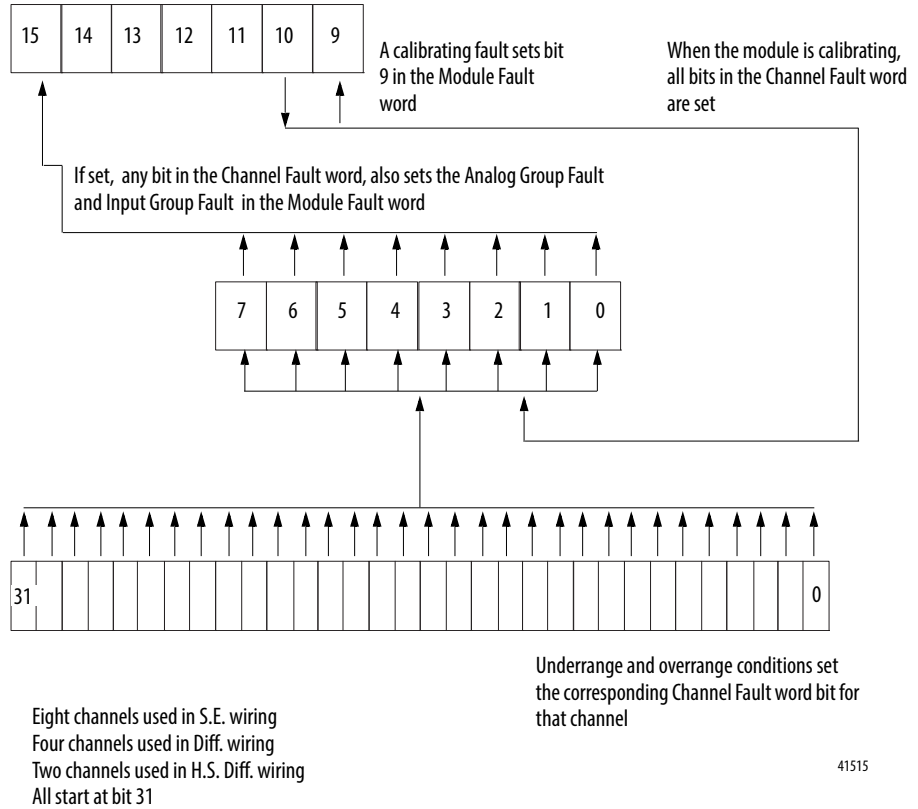 15 14 13 12 11 10 9
A calibrating fault sets bit
9 in the Module Fault
word
When the module is calibrating,
all bits in the Channel Fault word
are set
If set, any bit in the Channel Fault word, also sets the Analog Group Fault
and Input Group Fault in the Module Fault word
7 6 5 4 3 2 1 0
31 0
Underrange and overrange conditions set
the corresponding Channel Fault word bit for
that channel
Eight channels used in S.E. wiring
Four channels used in Diff. wiring
Two channels used in H.S. Diff. wiring
All start at bit 31
41515